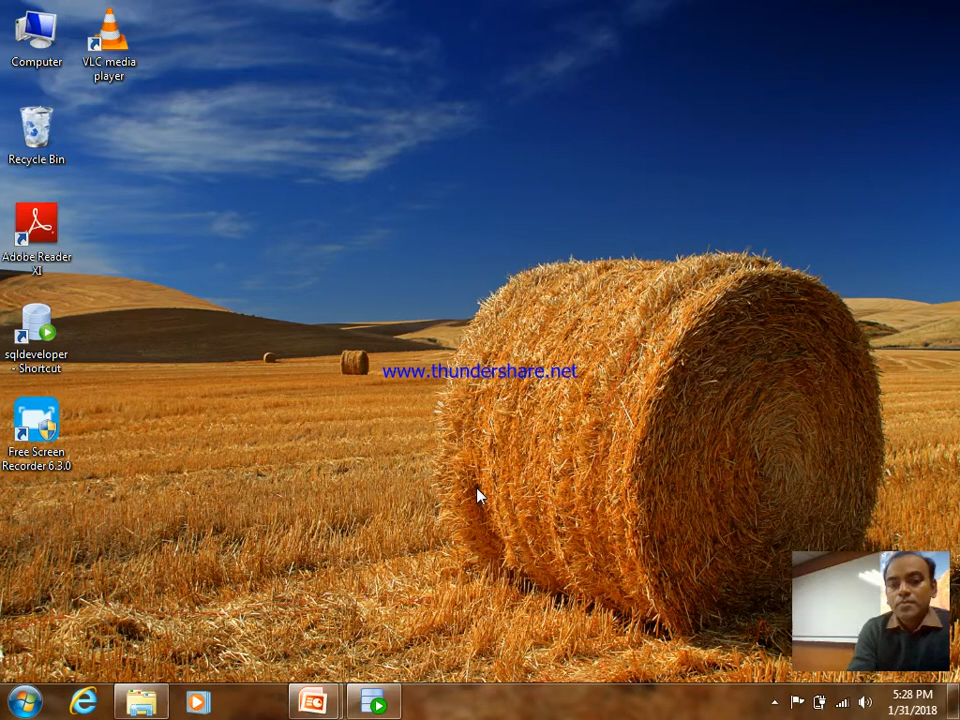 Computer
VLC media
player
Recycle Bin
Adobe Reader
XI
sqldeveloper
- Shortcut
Free Screen
Recorder 6.3.0
www.thundershare.net
5:28 PM
1/31/2018